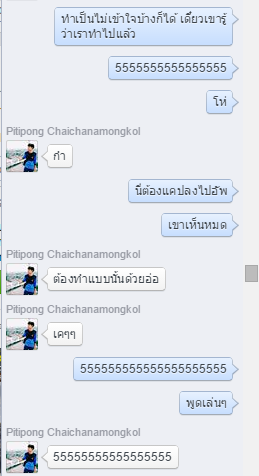 ทำเป็นไม่เข้าใจบ้างก็ได้ เดี๋ยวเขารู้
ว่าเราทำไปแล้ว
5555555555555555
โห่
Pitipong Chaichanamongkol
กำ
นี่ต้องแคปลงไปอัพ
เขาเห็นหมด
Pitipong Chaichanamongkol
ต้องทำแบบนั้นด้วยอ่อ
Pitipong Chaichanamongkol
เคๆๆ
555555555555555555555
พูดเล่นๆ
Pitipong Chaichanamongkol
55555555555555555